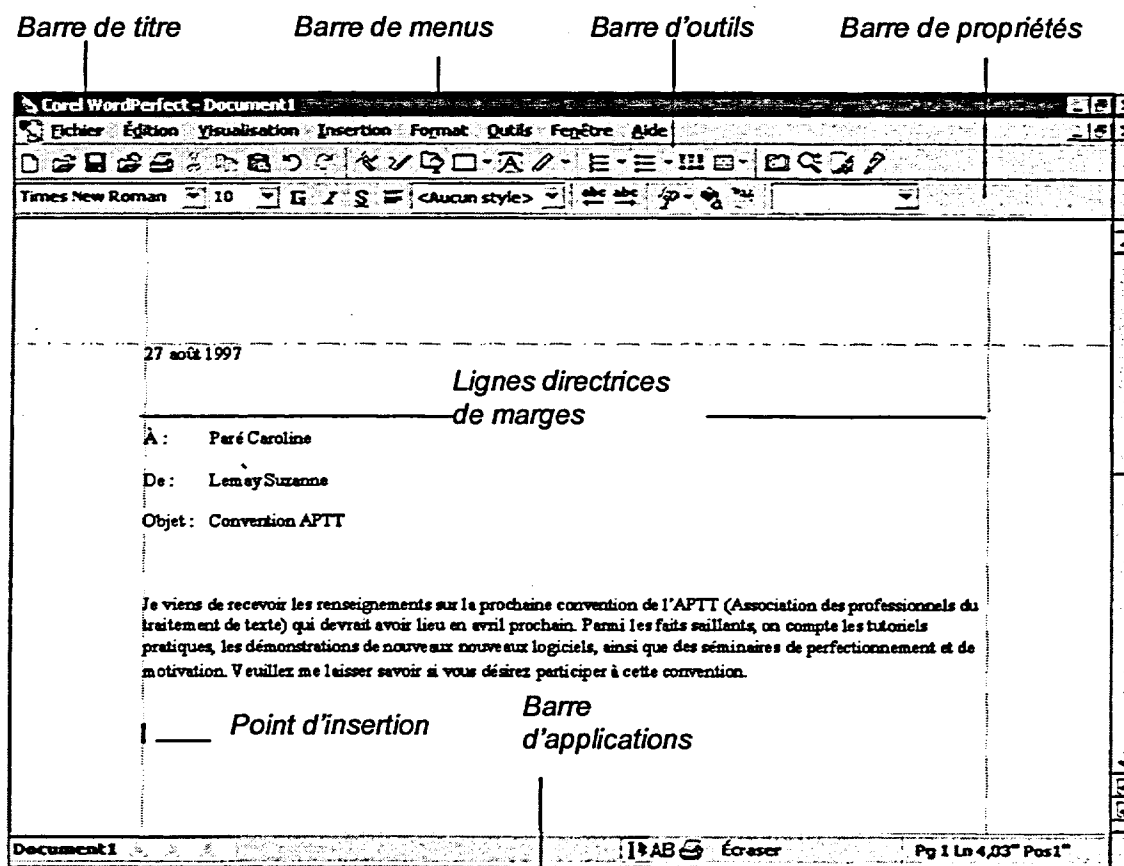 Barre de titre Barre de menus Barre d'outils Barre de propriétés
Corel WordPerfect - Document1
Fichier Édition Visualisation Insertion Format Outils Fenêtre Aide
Times New Roman 10 G I S <Aucun style> abc abc
27 août 1997
Lignes directrices
de marges
À : Paré Caroline
De : Lemay Suzanne
Objet : Convention APTT
Je viens de recevoir les renseignements sur la prochaine convention de l'APTT (Association des professionnels du
traitement de texte) qui devrait avoir lieu en avril prochain. Parmi les faits saillants, on compte les tutoriels
pratiques, les démonstrations de nouveaux nouveaux logiciels, ainsi que des séminaires de perfectionnement et de
motivation. Veuillez me laisser savoir si vous désirez participer à cette convention.
Point d'insertion
Barre
d'applications
Document1 AB Écraser Pg 1 Ln 4,03" Pos1"